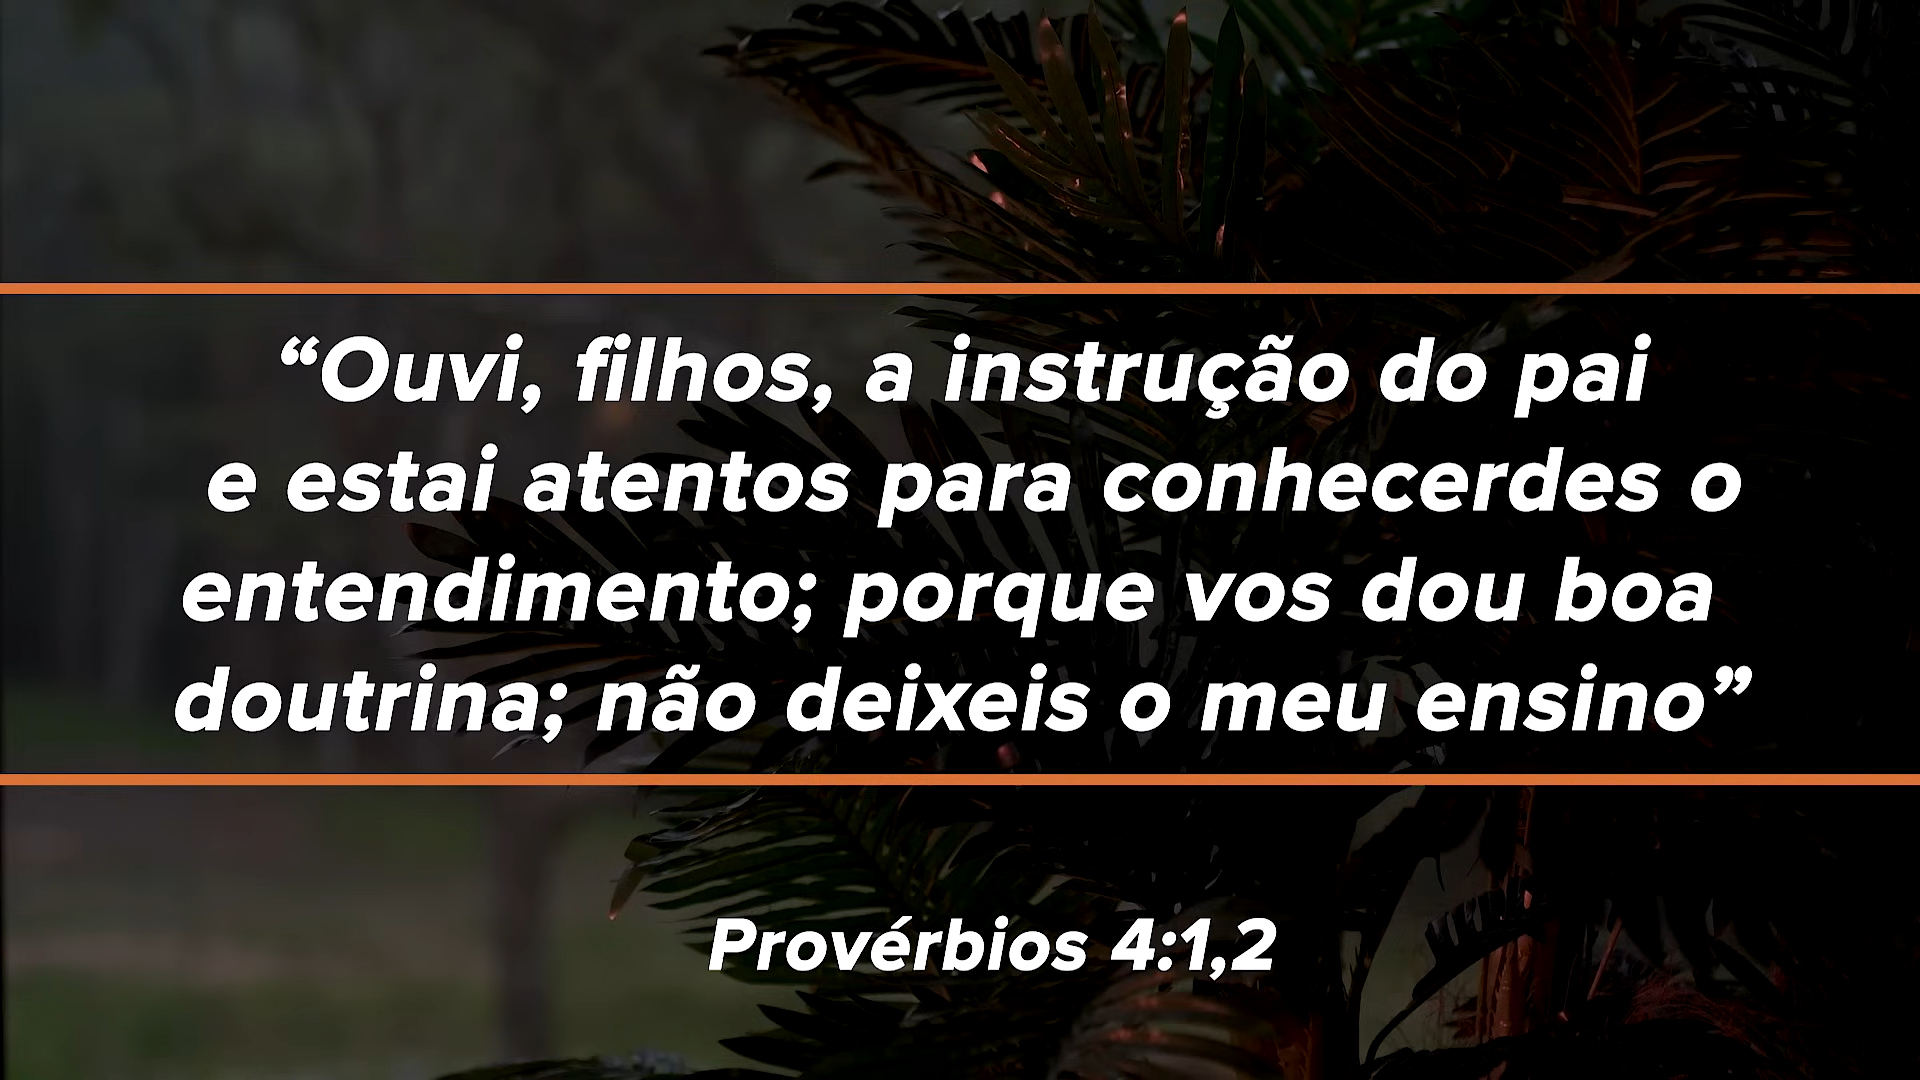 “Ouvi, filhos, a instrução do pai
e estai atentos para conhecerdes o
entendimento; porque vos dou boa
doutrina; não deixeis o meu ensino”
Provérbios 4:1,2